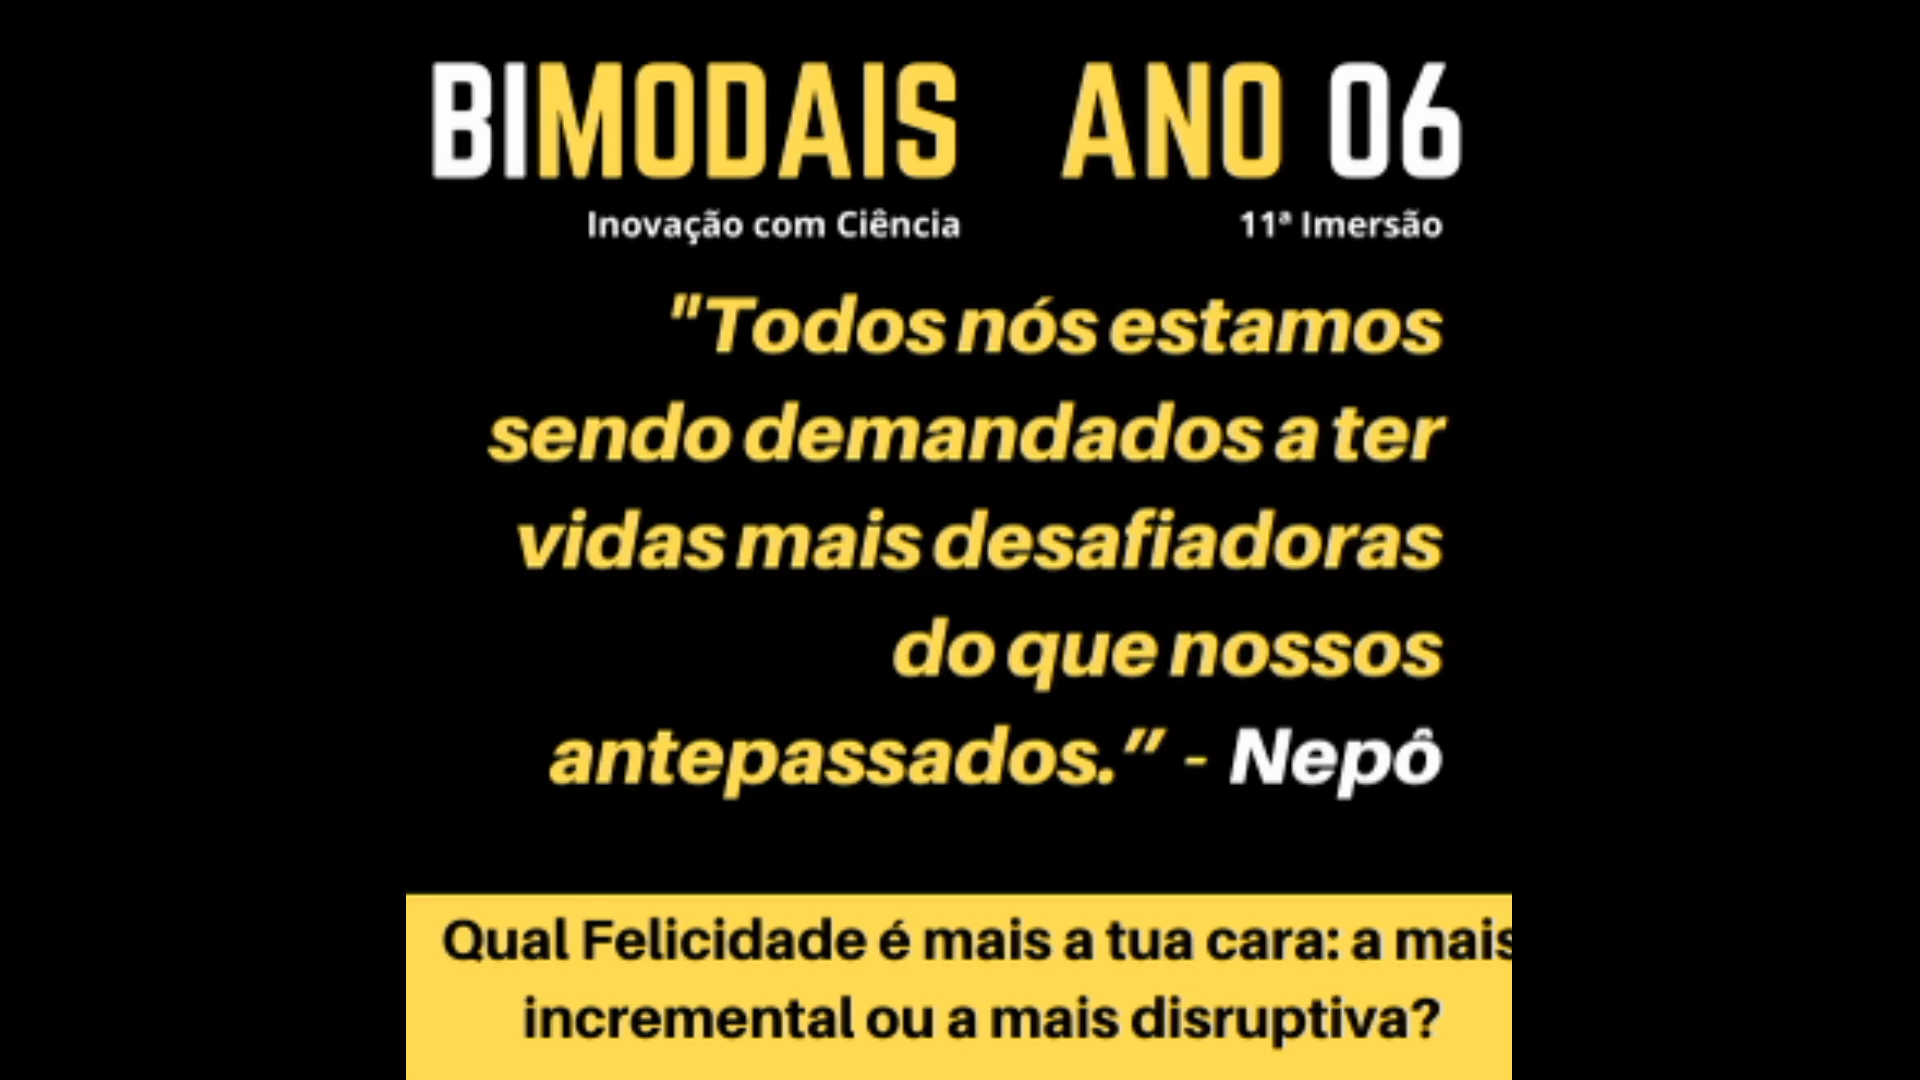 BIMODAIS ANO 06
Inovação com Ciência 11ª Imersão
"Todos nós estamos
sendo demandados a ter
vidas mais desafiadoras
do que nossos
antepassados.” - Nepô
Qual Felicidade é mais a tua cara: a mais
incremental ou a mais disruptiva?